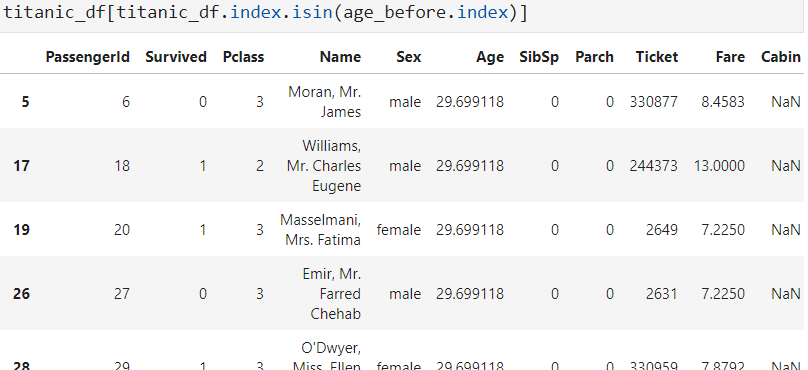 titanic_df[titanic_df.index.isin(age_before.index)]
PassengerId Survived Pclass Name Sex Age SibSp Parch Ticket Fare Cabin
5 6 0 3 Moran, Mr. James male 29.699118 0 0 330877 8.4583 NaN
17 18 1 2 Williams, Mr. Charles Eugene male 29.699118 0 0 244373 13.0000 NaN
19 20 1 3 Masselmani, Mrs. Fatima female 29.699118 0 0 2649 7.2250 NaN
26 27 0 3 Emir, Mr. Farred Chehab male 29.699118 0 0 2631 7.2250 NaN
28 29 1 3 O'Dwyer, Miss. Ellen female 29.699118 0 0 330959 7.8792 NaN